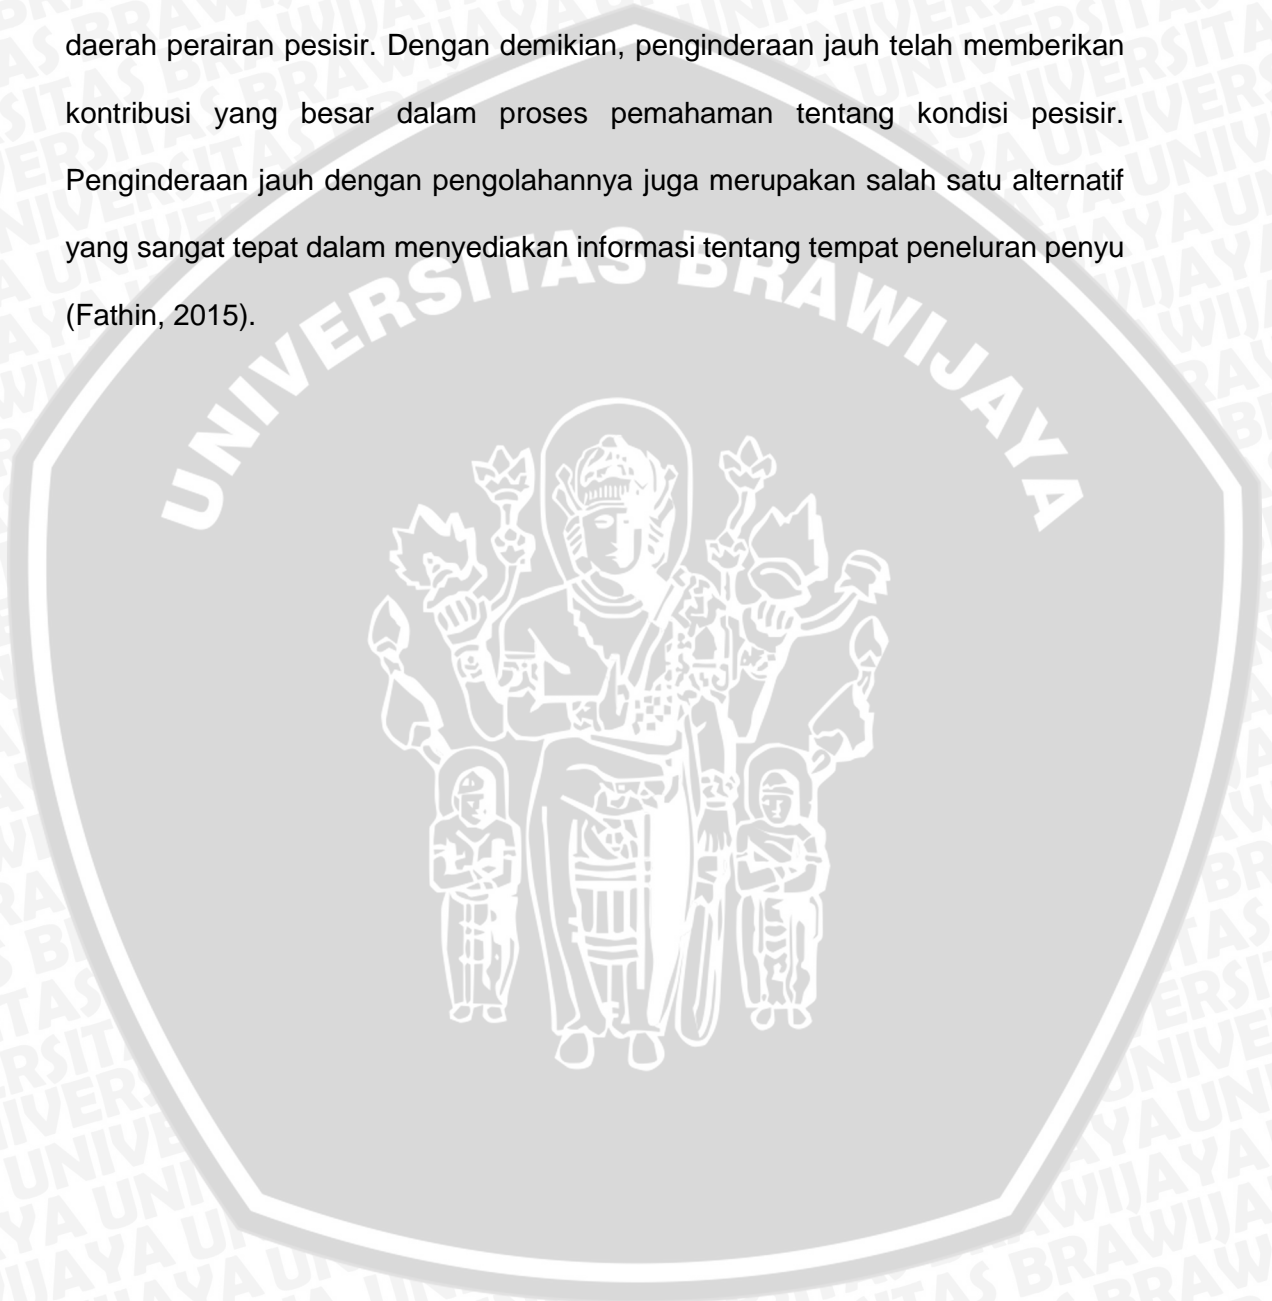 daerah perairan pesisir. Dengan demikian, penginderaan jauh telah memberikan
kontribusi yang besar dalam proses pemahaman tentang kondisi pesisir.
Penginderaan jauh dengan pengolahannya juga merupakan salah satu alternatif
yang sangat tepat dalam menyediakan informasi tentang tempat peneluran penyu
(Fathin, 2015).
UNIVERSITAS BRAWIJAYA